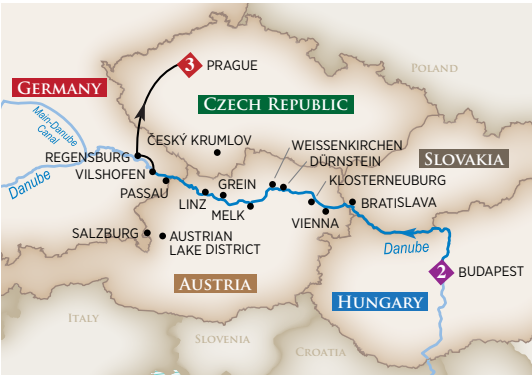 3
PRAGUE
POLAND
GERMANY
CZECH REPUBLIC
Main-Danube
Canal
ČESKÝ KRUMLOV
WEISSENKIRCHEN
REGENSBURG
DÜRNSTEIN
SLOVAKIA
VILSHOFEN
GREIN
KLOSTERNEUBURG
Danube
PASSAU
LINZ
BRATISLAVA
MELK
VIENNA
SALZBURG
AUSTRIAN
LAKE DISTRICT
Danube
2
BUDAPEST
AUSTRIA
HUNGARY
ITALY
SLOVENIA
CROATIA